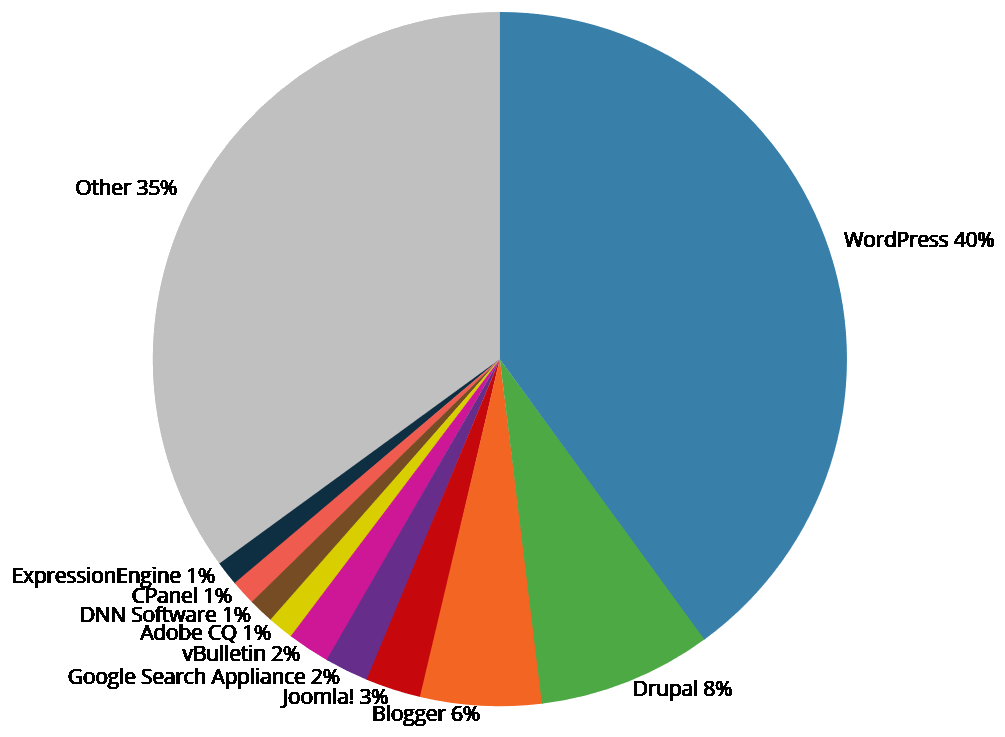 Other 35%
WordPress 40%
ExpressionEngine 1%
CPanel 1%
DNN Software 1%
Adobe CQ 1%
vBulletin 2%
Google Search Appliance 2%
Joomla! 3%
Drupal 8%
Blogger 6%